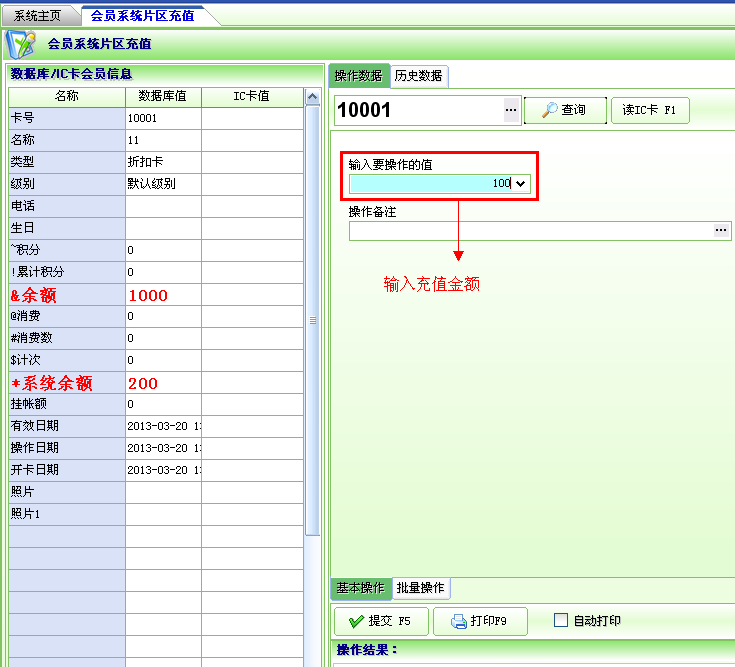 系统主页 会员系统片区充值
会员系统片区充值
数据库/IC卡会员信息
名称 数据库值 IC卡值
卡号 10001
名称 11
类型 折扣卡
级别 默认级别
电话
生日
^积分 0
!累计积分 0
&余额 1000
@消费 0
#消费数 0
$计次 0
*系统余额 200
挂帐额 0
有效日期 2013-03-20 1
操作日期 2013-03-20 1
开卡日期 2013-03-20 1
照片
照片1
操作数据 历史数据
10001 ... 查询 读IC卡 F1
输入要操作的值
100
操作备注
...
输入充值金额
基本操作 批量操作
提交 F5 打印F9 自动打印
操作结果：